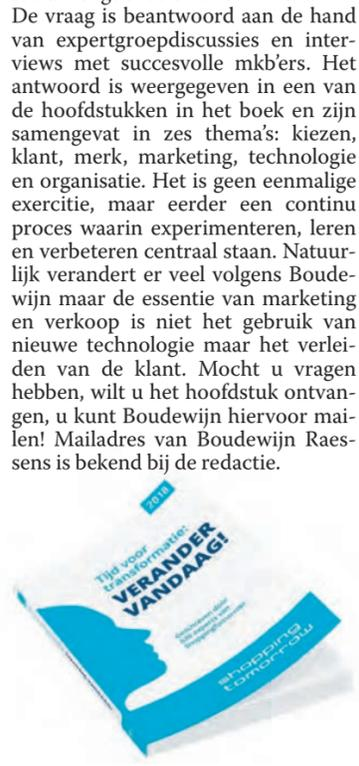 De vraag is beantwoord aan de hand
van expertgroepdiscussies en inter-
views met succesvolle mkb'ers. Het
antwoord is weergegeven in een van
de hoofdstukken in het boek en zijn
samengevat in zes thema's: kiezen,
klant, merk, marketing, technologie
en organisatie. Het is geen eenmalige
exercitie, maar eerder een continu
proces waarin experimenteren, leren
en verbeteren centraal staan. Natuur-
lijk verandert er veel volgens Boude-
wijn maar de essentie van marketing
en verkoop is niet het gebruik van
nieuwe technologie maar het verlei-
den van de klant. Mocht u vragen
hebben, wilt u het hoofdstuk ontvan-
gen, u kunt Boudewijn hiervoor mai-
len! Mailadres van Boudewijn Raes-
sens is bekend bij de redactie.
2018
Tijd voor
transformatie:
VERANDER
VANDAAG!
Geschreven door
experts van
shopping
tomorrow